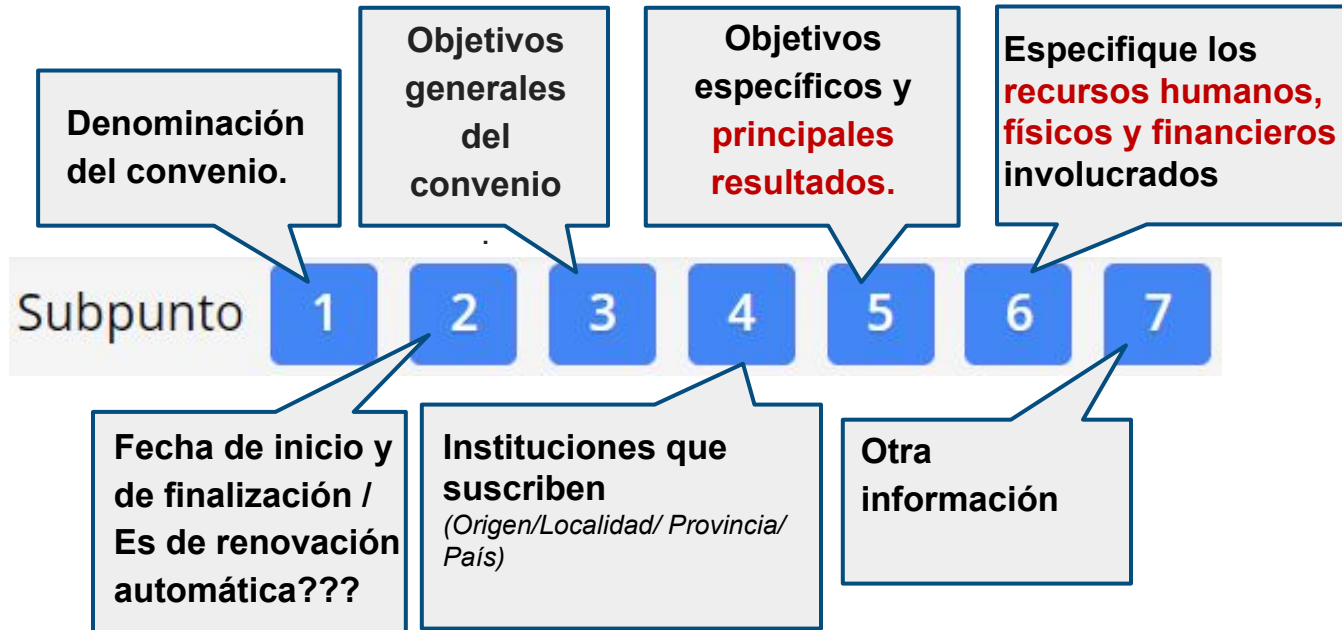 Denominación
del convenio.
Objetivos
generales
del
convenio
.
Objetivos
específicos y
principales
resultados.
Especifique los
recursos humanos,
físicos y financieros
involucrados
Subpunto 1 2 3 4 5 6 7
Fecha de inicio y
de finalización /
Es de renovación
automática???
Instituciones que
suscriben
(Origen/Localidad/ Provincia/
País)
Otra
información